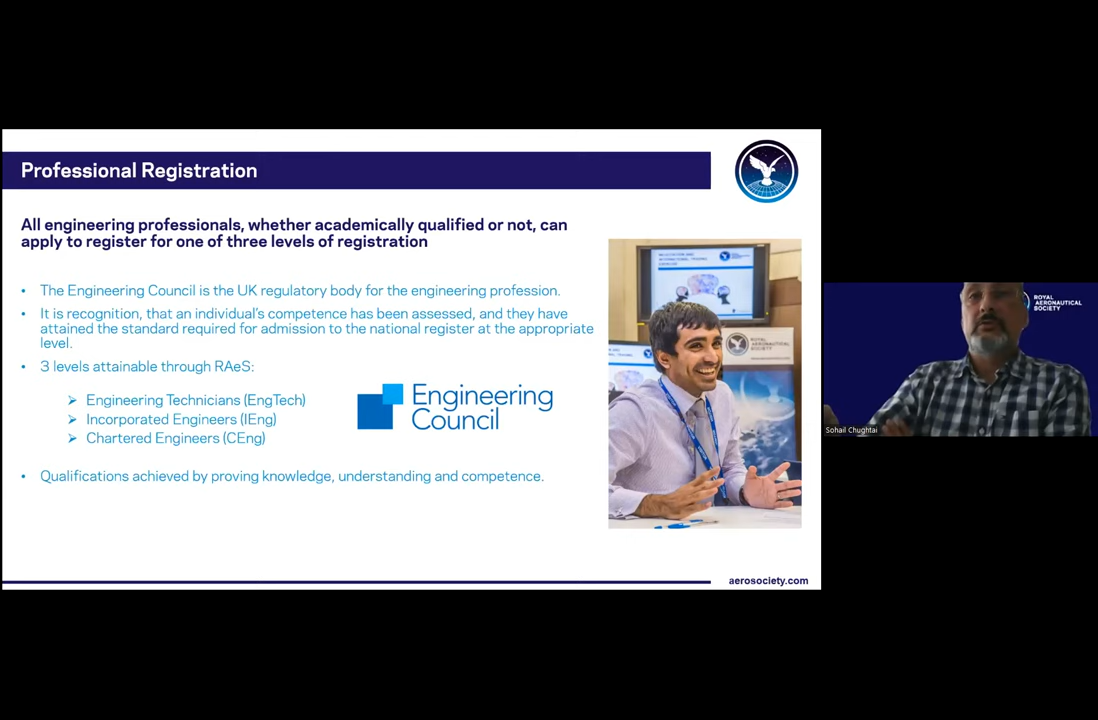 Professional Registration
All engineering professionals, whether academically qualified or not, can
apply to register for one of three levels of registration
• The Engineering Council is the UK regulatory body for the engineering profession.
• It is recognition, that an individual's competence has been assessed, and they have
attained the standard required for admission to the national register at the appropriate
level.
• 3 levels attainable through RAeS:
➢ Engineering Technicians (EngTech)
➢ Incorporated Engineers (IEng)
➢ Chartered Engineers (CEng)
Engineering
Council
• Qualifications achieved by proving knowledge, understanding and competence.
aerosociety.com
ROYAL
AERONAUTICAL
SOCIETY
Sohail Chughtai